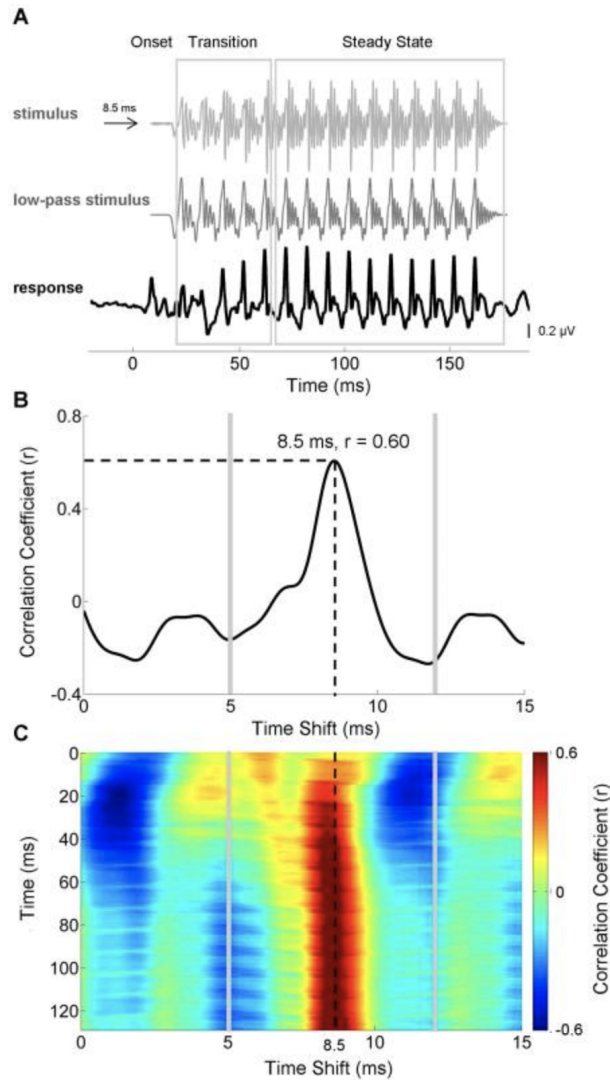 A
Onset Transition Steady State
stimulus
8.5 ms
low-pass stimulus
response
0.2 µV
0 50 100 150
Time (ms)
B
0.8
0.4
0
-0.4
Correlation Coefficient (r)
8.5 ms, r = 0.60
0 5 10 15
Time Shift (ms)
C
0
20
40
60
80
100
120
Time (ms)
0 5 8.5 10 15
Time Shift (ms)
0.6
0
-0.6
Correlation Coefficient (r)